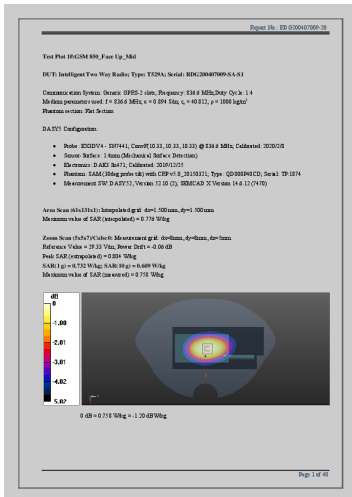 Report No.: RDG200407009-20
Test Plot 10:GSM 850_Face Up_Mid
DUT: Intelligent Two Way Radio; Type: T529A; Serial: RDG200407009-SA-S1
Communication System: Generic GPRS-2 slots; Frequency: 836.6 MHz;Duty Cycle: 1:4
Medium parameters used: f = 836.6 MHz; σ = 0.894 S/m; εr = 40.812; ρ = 1000 kg/m³
Phantom section: Flat Section
DASY5 Configuration:
• Probe: EX3DV4 - SN7441; ConvF(10.33, 10.33, 10.33) @ 836.6 MHz; Calibrated: 2020/2/8
• Sensor-Surface: 1.4mm (Mechanical Surface Detection)
• Electronics: DAE3 Sn471; Calibrated: 2019/12/25
• Phantom: SAM (30deg probe tilt) with CRP v5.0_20150321; Type: QD000P40CD; Serial: TP:1874
• Measurement SW: DASY52, Version 52.10 (2); SEMCAD X Version 14.6.12 (7470)
Area Scan (61x131x1): Interpolated grid: dx=1.500 mm, dy=1.500 mm
Maximum value of SAR (interpolated) = 0.776 W/kg
Zoom Scan (5x5x7)/Cube 0: Measurement grid: dx=8mm, dy=8mm, dz=5mm
Reference Value = 29.33 V/m; Power Drift = -0.06 dB
Peak SAR (extrapolated) = 0.804 W/kg
SAR(1 g) = 0.732 W/kg; SAR(10 g) = 0.609 W/kg
Maximum value of SAR (measured) = 0.758 W/kg
dB
0
-1.00
-2.01
-3.01
-4.02
-5.02
0 dB = 0.758 W/kg = -1.20 dBW/kg
Page 1 of 40